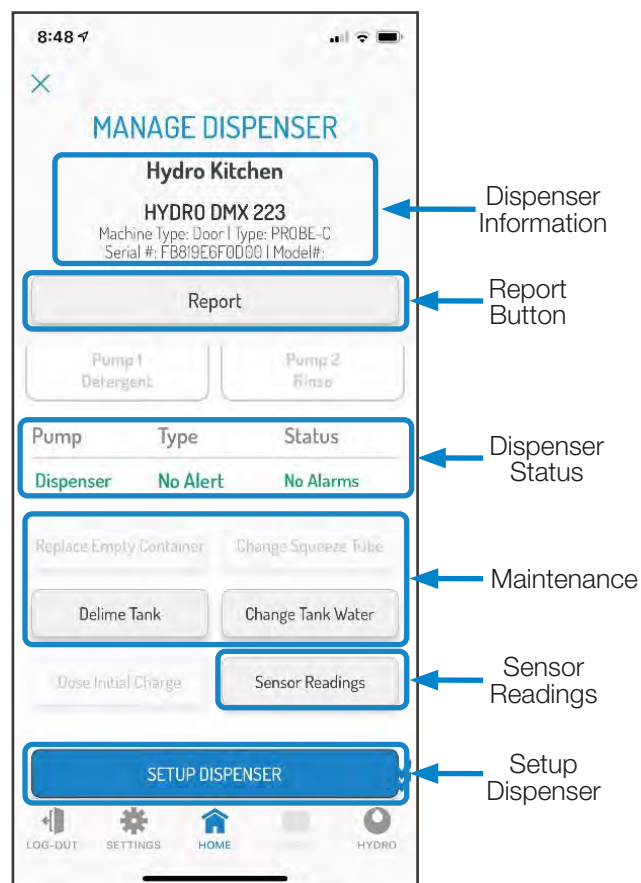 8:48
MANAGE DISPENSER
Hydro Kitchen
HYDRO DMX 223
Machine Type: Door | Type: PROBE-C
Serial #: FB819E6F0D00 | Model#:
Dispenser
Information
Report
Report
Button
Pump 1
Detergent
Pump 2
Rinse
Pump Type Status
Dispenser No Alert No Alarms
Dispenser
Status
Replace Empty Container Change Squeeze Tube
Delime Tank Change Tank Water
Maintenance
Dose Initial Charge Sensor Readings
Sensor
Readings
SETUP DISPENSER
Setup
Dispenser
LOG-OUT SETTINGS HOME HYDRO